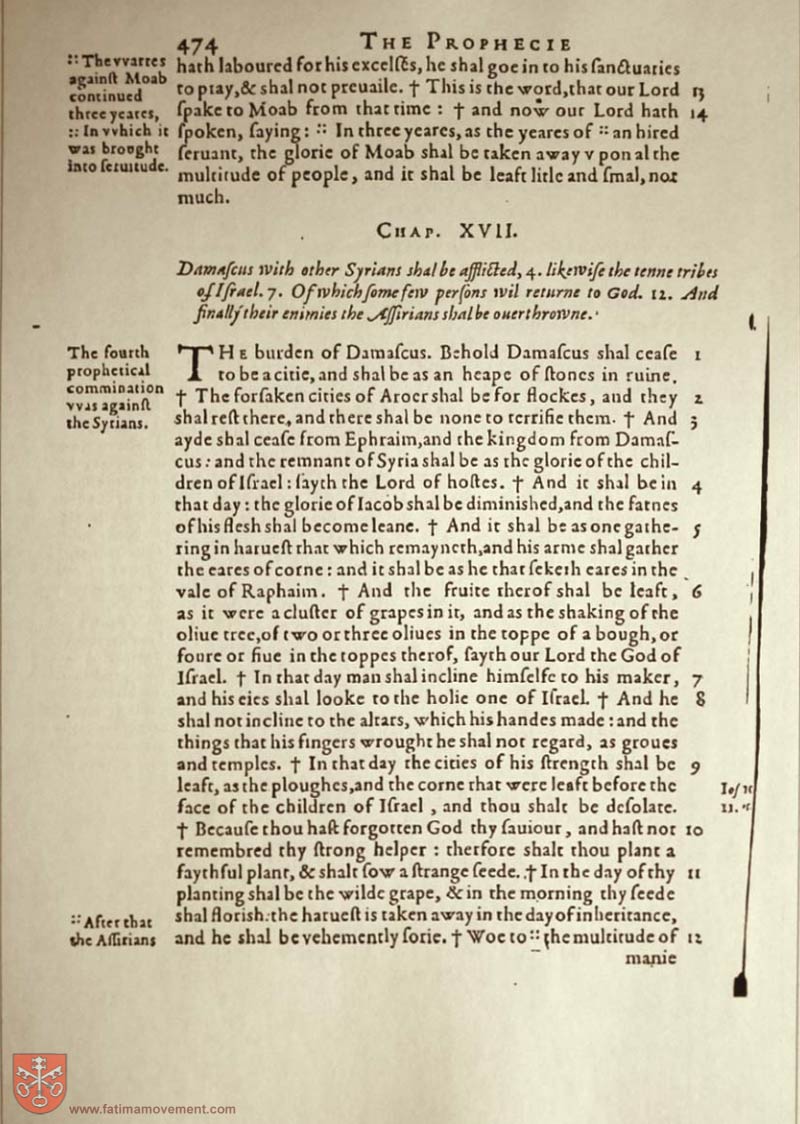 474 THE PROPHECIE
hath laboured for his excelſes, he shal goe in to his ſanctuaries
to pray, & shal not preuaile. † This is the word, that our Lord 13
ſpake to Moab from that time : † and now our Lord hath 14
ſpoken, ſaying : :: In three yeares, as the yeares of :: an hired
ſeruant, the glorie of Moab shal be taken away vpon al the
multitude of people, and it shal be leaft litle and ſmal, not
much.
:: The vvarres
againſt Moab
continued
three yeares,
:: In vvhich it
was brought
into ſeruitude.
CHAP. XVII.
Damaſcus with other Syrians shal be afflicted, 4. likewiſe the tenne tribes
of Iſrael. 7. Of which ſome few perſons wil returne to God. 12. And
finally their enimies the Aſſirians shal be ouerthrowne.
The fourth
prophetical
commination
vvas againſt
the Syrians.
THE burden of Damaſcus. Behold Damaſcus shal ceaſe 1
to be a citie, and shal be as an heape of ſtones in ruine.
† The forſaken cities of Aroer shal be for flockes, and they 2
shal reſt there, and there shal be none to terrifie them. † And 3
ayde shal ceaſe from Ephraim, and the kingdom from Damaſ-
cus : and the remnant of Syria shal be as the glorie of the chil-
dren of Iſrael : ſayth the Lord of hoſtes. † And it shal be in 4
that day : the glorie of Iacob shal be diminished, and the fatnes
of his flesh shal become leane. † And it shal be as one gathe- 5
ring in harueſt that which remayneth, and his arme shal gather
the eares of corne : and it shal be as he that ſeketh eares in the
vale of Raphaim. † And the fruite therof shal be leaft, 6
as it were a cluſter of grapes in it, and as the shaking of the
oliue tree, of two or three oliues in the toppe of a bough, or
foure or fiue in the toppes therof, ſayth our Lord the God of
Iſrael. † In that day man shal incline himſelfe to his maker, 7
and his eies shal looke to the holie one of Iſrael. † And he 8
shal not incline to the altars, which his handes made : and the
things that his fingers wrought he shal not regard, as groues
and temples. † In that day the cities of his ſtrength shal be 9
leaft, as the ploughes, and the corne that were leaft before the
face of the children of Iſrael , and thou shalt be deſolate.
Ioſ
11.
† Becauſe thou haſt forgotten God thy ſauiour, and haſt not 10
remembred thy ſtrong helper : therfore shalt thou plant a
faythful plant, & shalt ſow a ſtrange ſeede. † In the day of thy 11
planting shal be the wilde grape, & in the morning thy ſeede
shal florish : the harueſt is taken away in the day of inheritance,
and he shal be vehemently ſorie. † Woe to :: the multitude of 12
manie
:: After that
the Aſſirians
www.fatimamovement.com